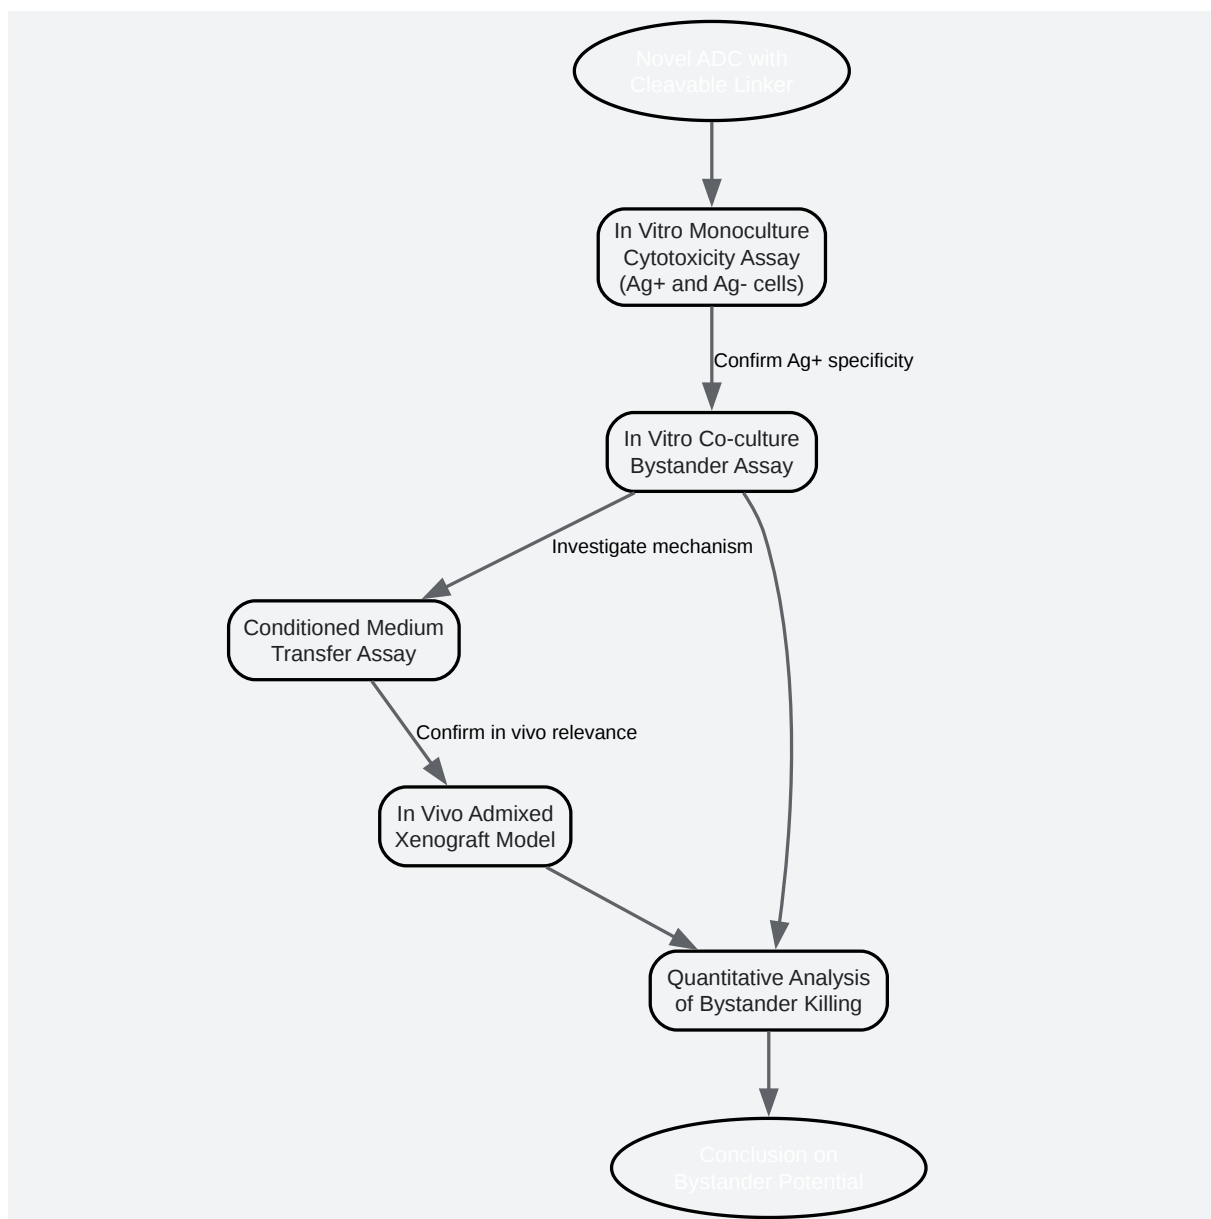 Novel ADC with
Cleavable Linker
In Vitro Monoculture
Cytotoxicity Assay
(Ag+ and Ag- cells)
Confirm Ag+ specificity
In Vitro Co-culture
Bystander Assay
Investigate mechanism
Conditioned Medium
Transfer Assay
Confirm in vivo relevance
In Vivo Admixed
Xenograft Model
Quantitative Analysis
of Bystander Killing
Conclusion on
Bystander Potential